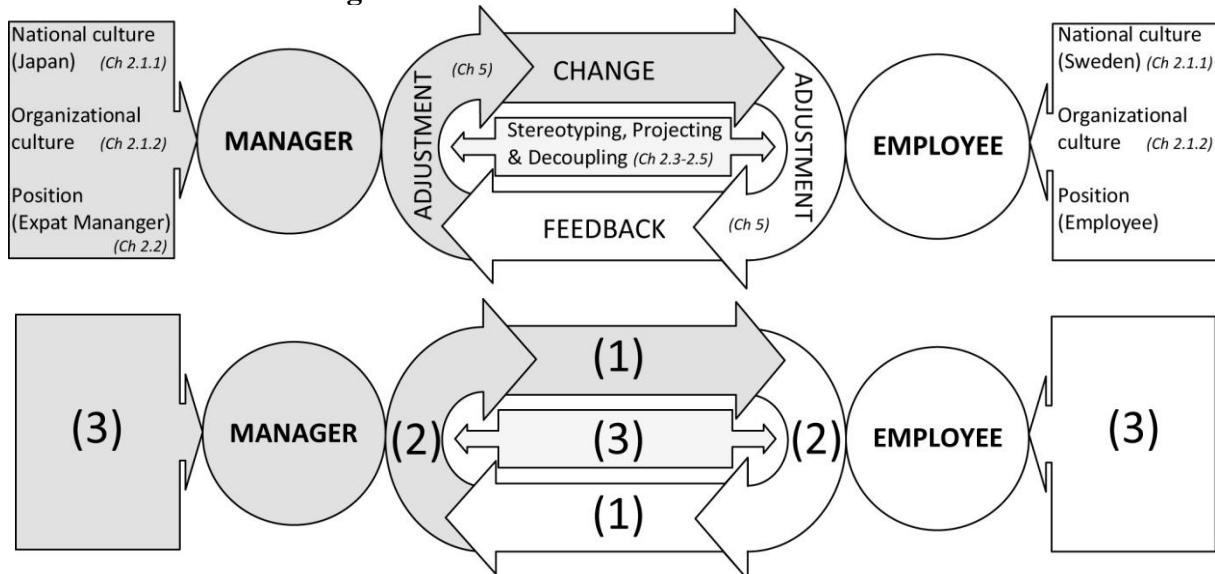 g
National culture
(Japan) (Ch 2.1.1)
Organizational
culture (Ch 2.1.2)
Position
(Expat Mananger)
(Ch 2.2)
MANAGER
ADJUSTMENT
(Ch 5)
CHANGE
Stereotyping, Projecting
& Decoupling (Ch 2.3-2.5)
FEEDBACK
(Ch 5)
ADJUSTMENT
EMPLOYEE
National culture
(Sweden) (Ch 2.1.1)
Organizational
culture (Ch 2.1.2)
Position
(Employee)
(3)
MANAGER
(2)
(1)
(3)
(1)
(2)
EMPLOYEE
(3)